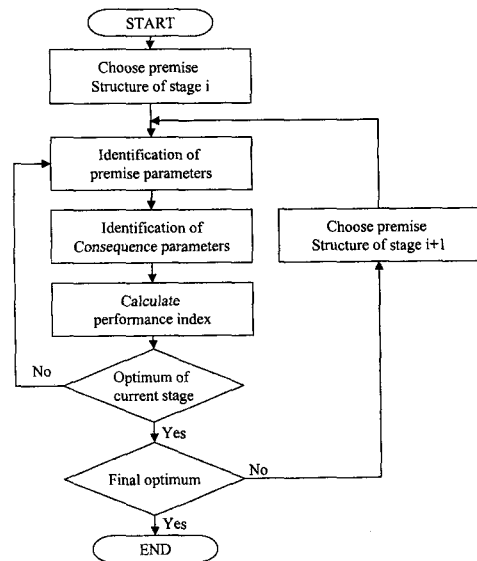 START
Choose premise
Structure of stage i
Identification of
premise parameters
Identification of
Consequence parameters
Choose premise
Structure of stage i+1
Calculate
performance index
No
Optimum of
current stage
Yes
Final optimum
No
Yes
END